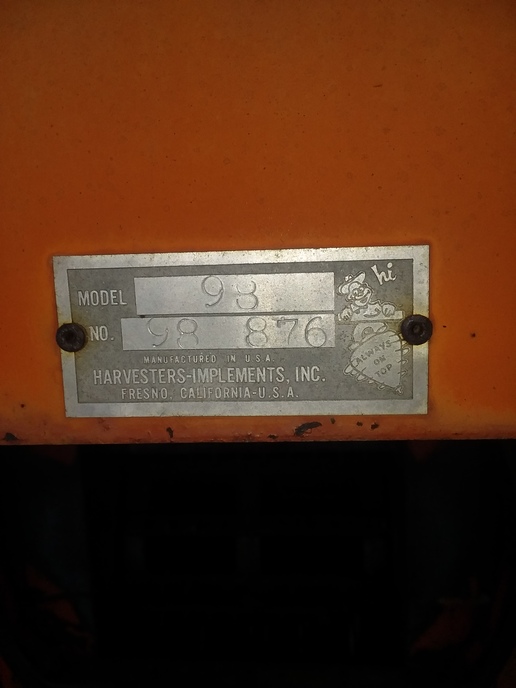 hi
MODEL 98
NO. 98 876
MANUFACTURED IN U.S.A.
HARVESTERS-IMPLEMENTS, INC.
FRESNO, CALIFORNIA-U.S.A.
ALWAYS
ON
TOP